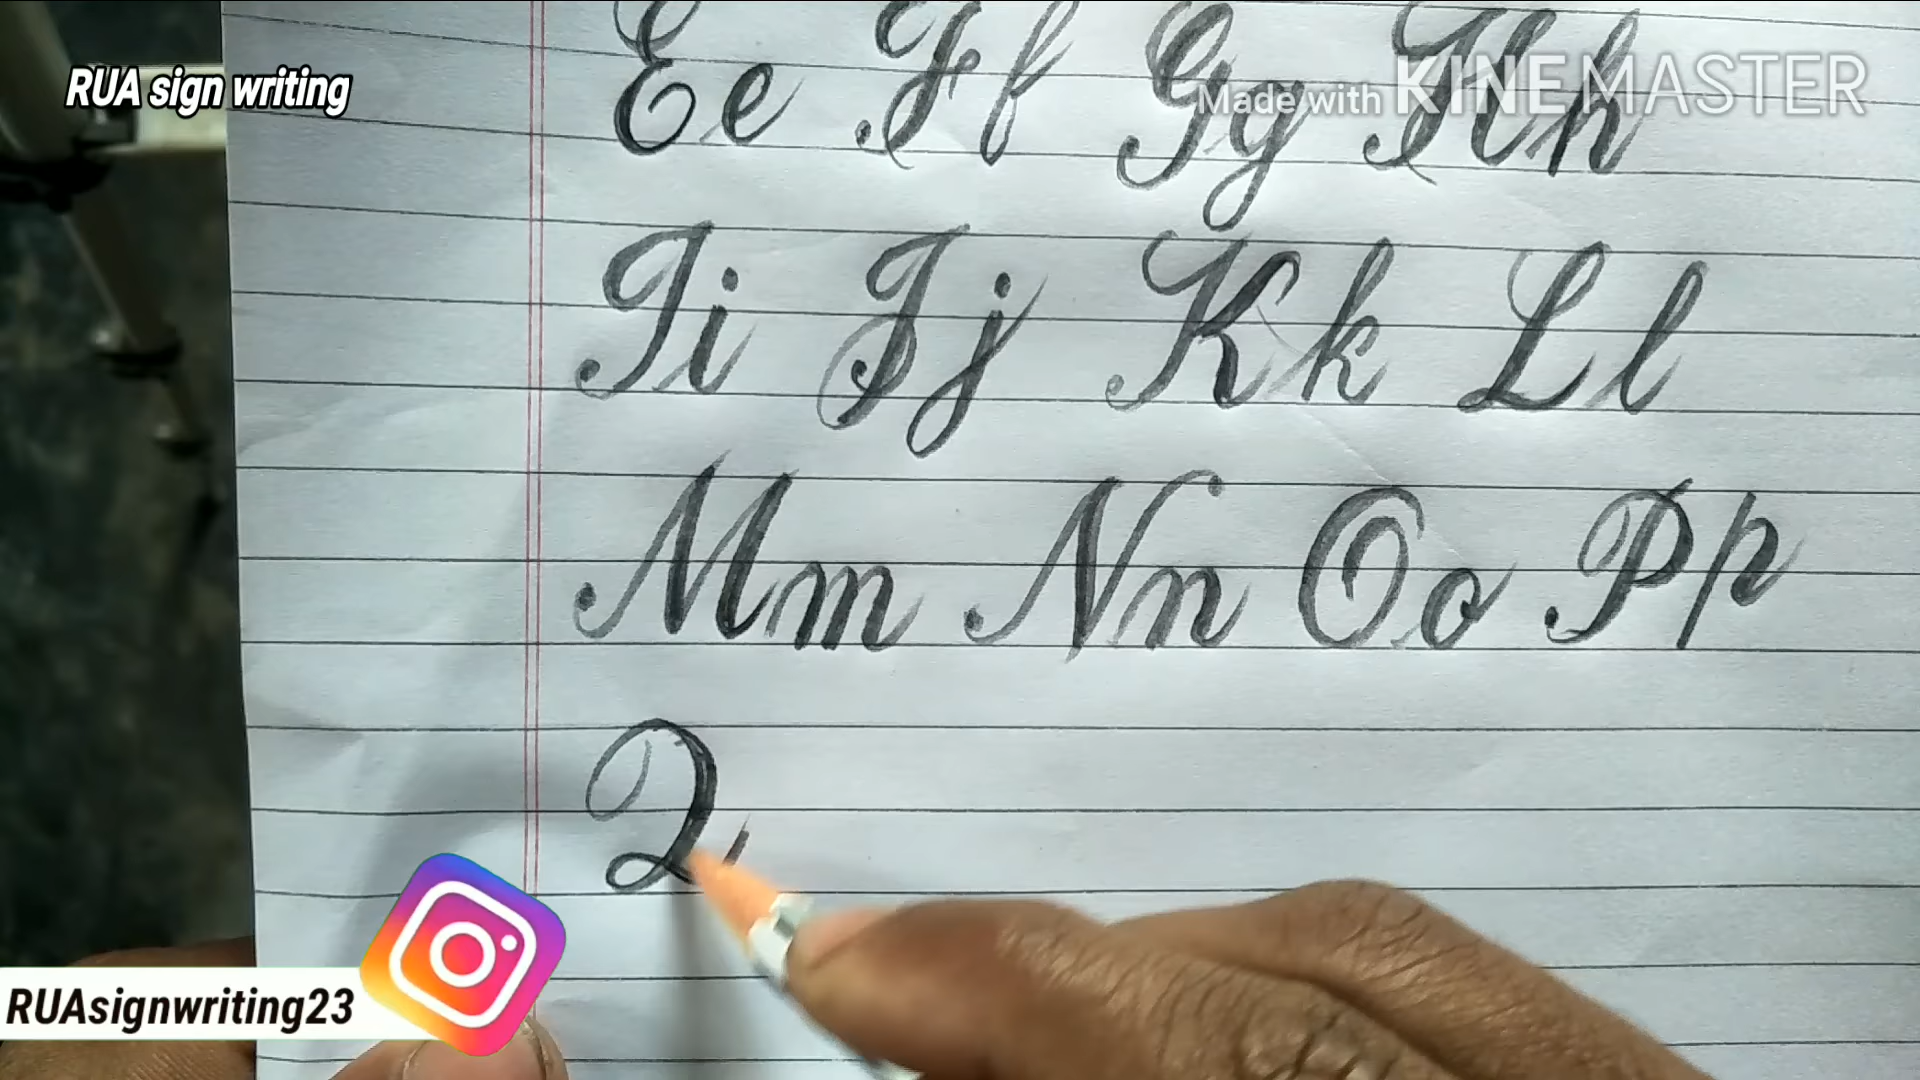 RUA sign writing
Made with KINEMASTER
Ee Ff Gg Hh
Ii Jj Kk Ll
Mm Nn Oo Pp
Q
RUAsignwriting23